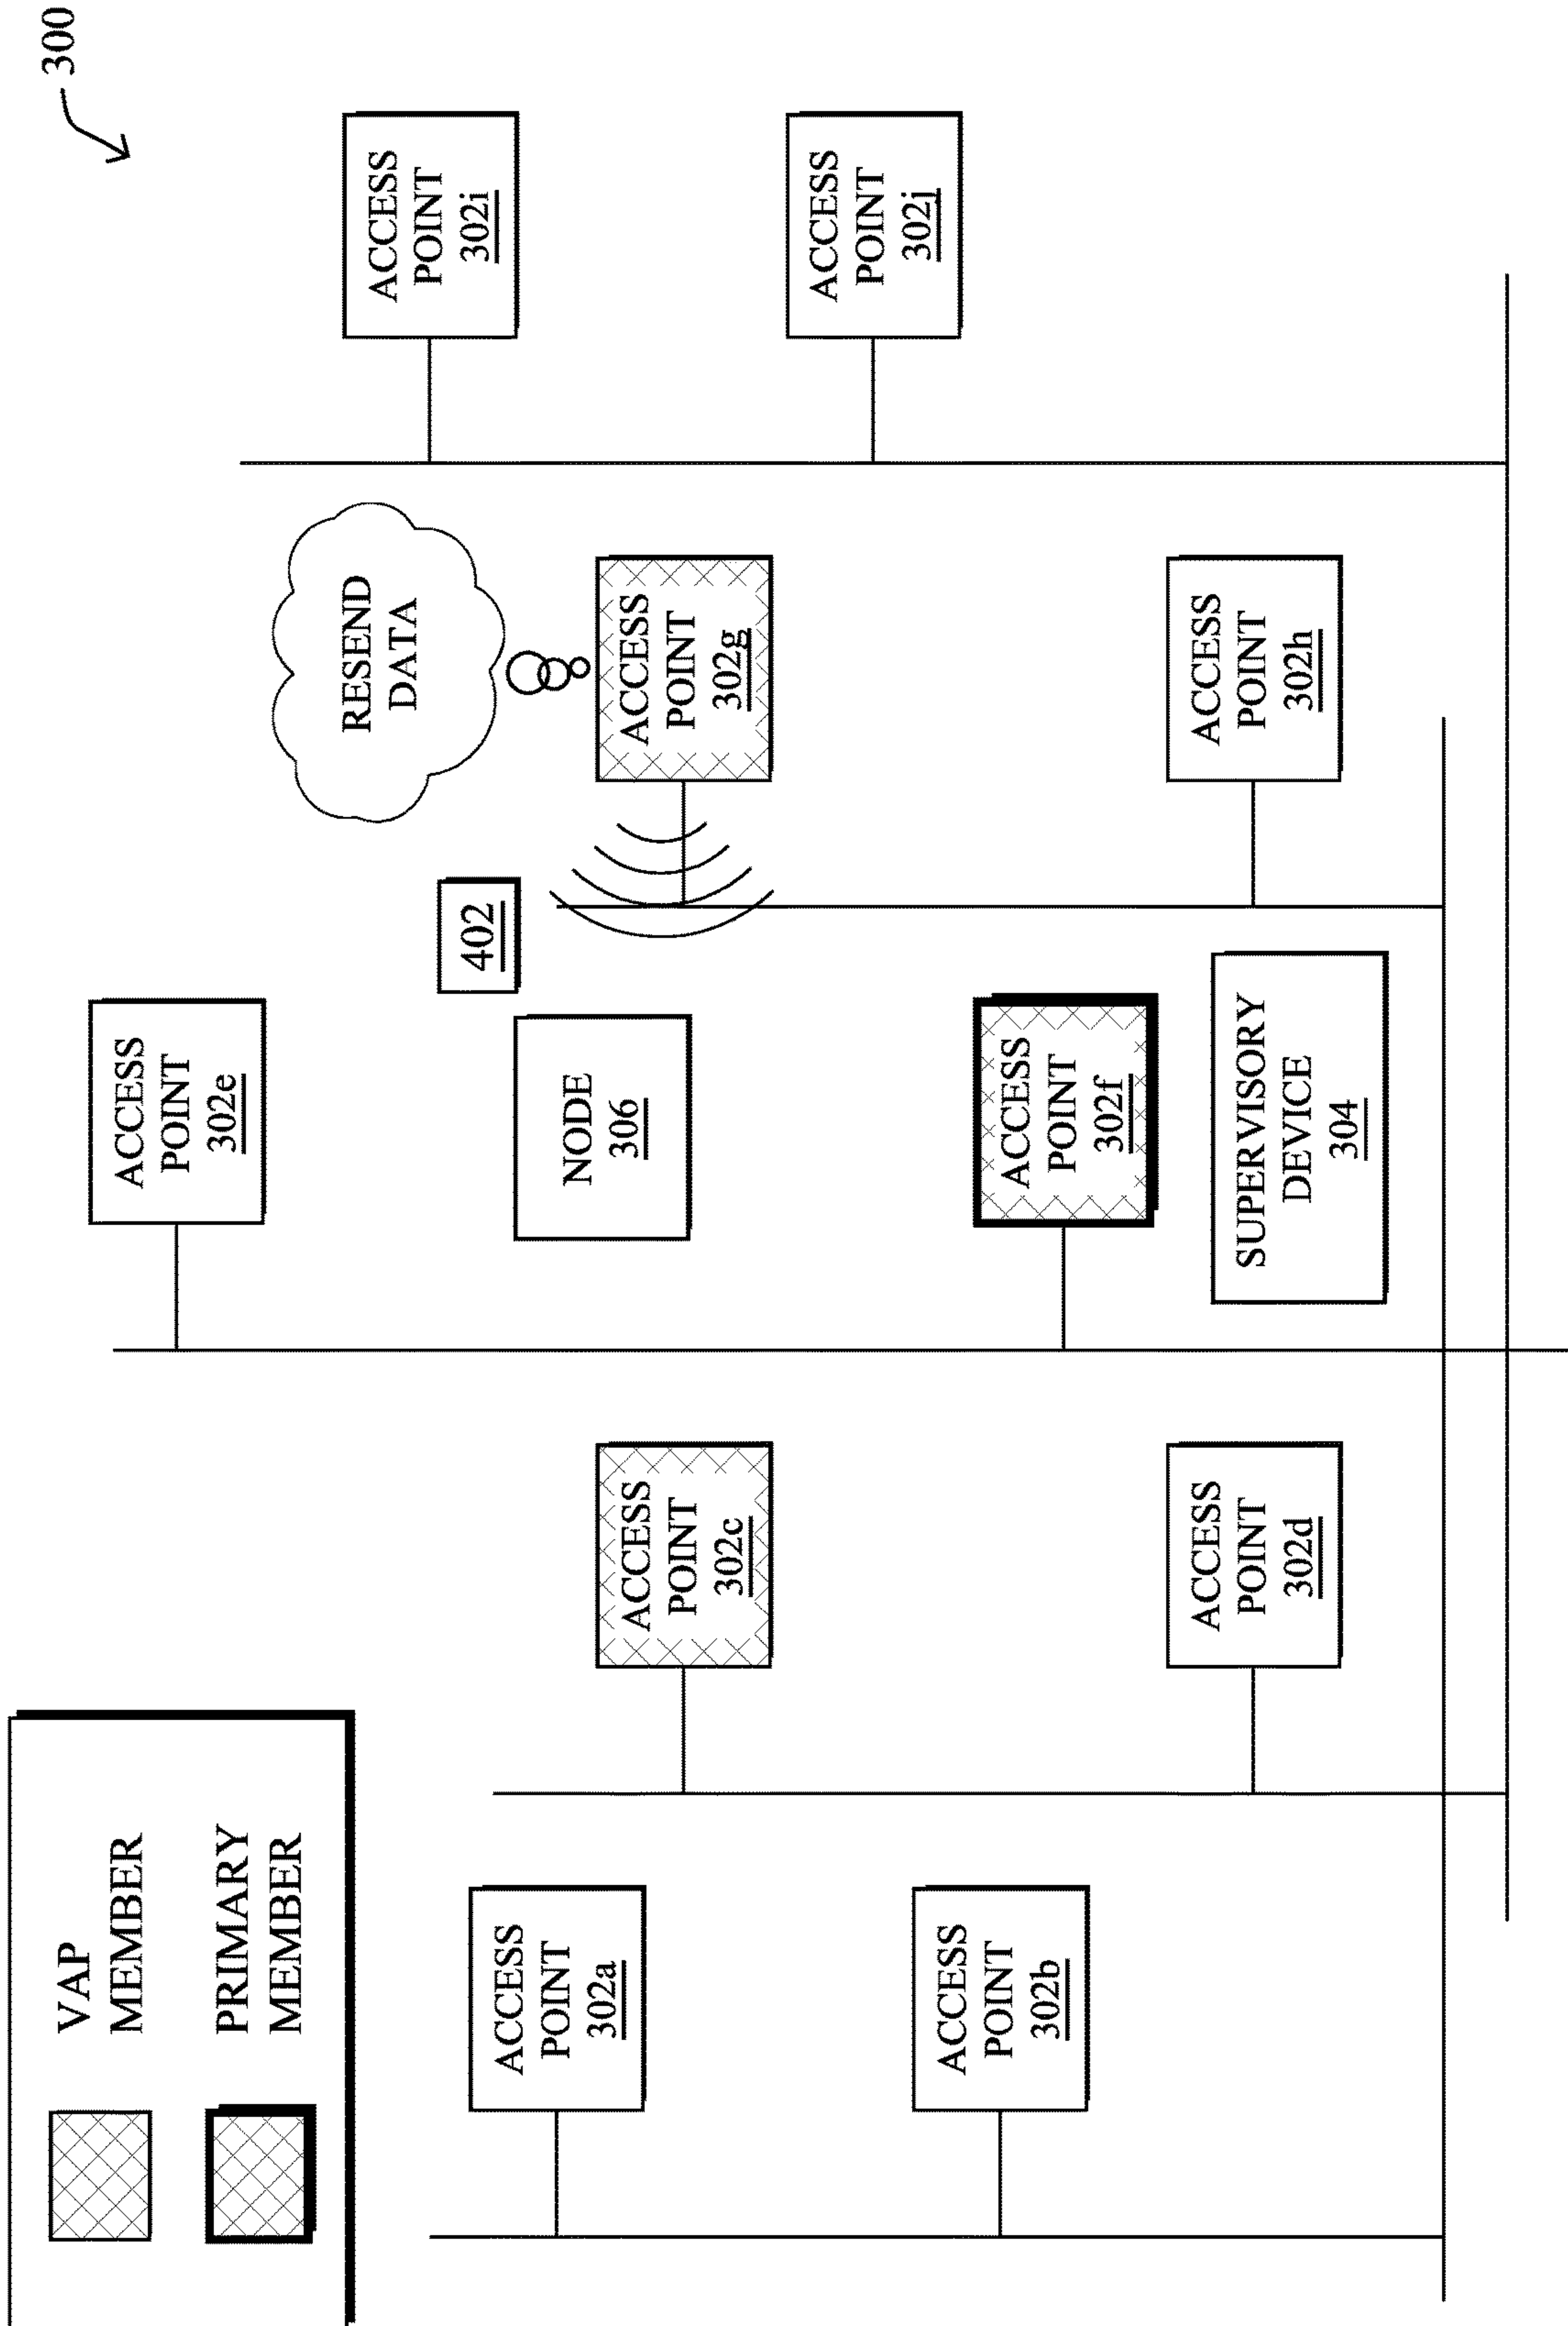 VAP
MEMBER
PRIMARY
MEMBER
300
ACCESS
POINT
302e
RESEND
DATA
ACCESS
POINT
302i
402
ACCESS
POINT
302a
NODE
306
ACCESS
POINT
302c
ACCESS
POINT
302g
ACCESS
POINT
302j
ACCESS
POINT
302b
ACCESS
POINT
302f
ACCESS
POINT
302d
SUPERVISORY
DEVICE
304
ACCESS
POINT
302h